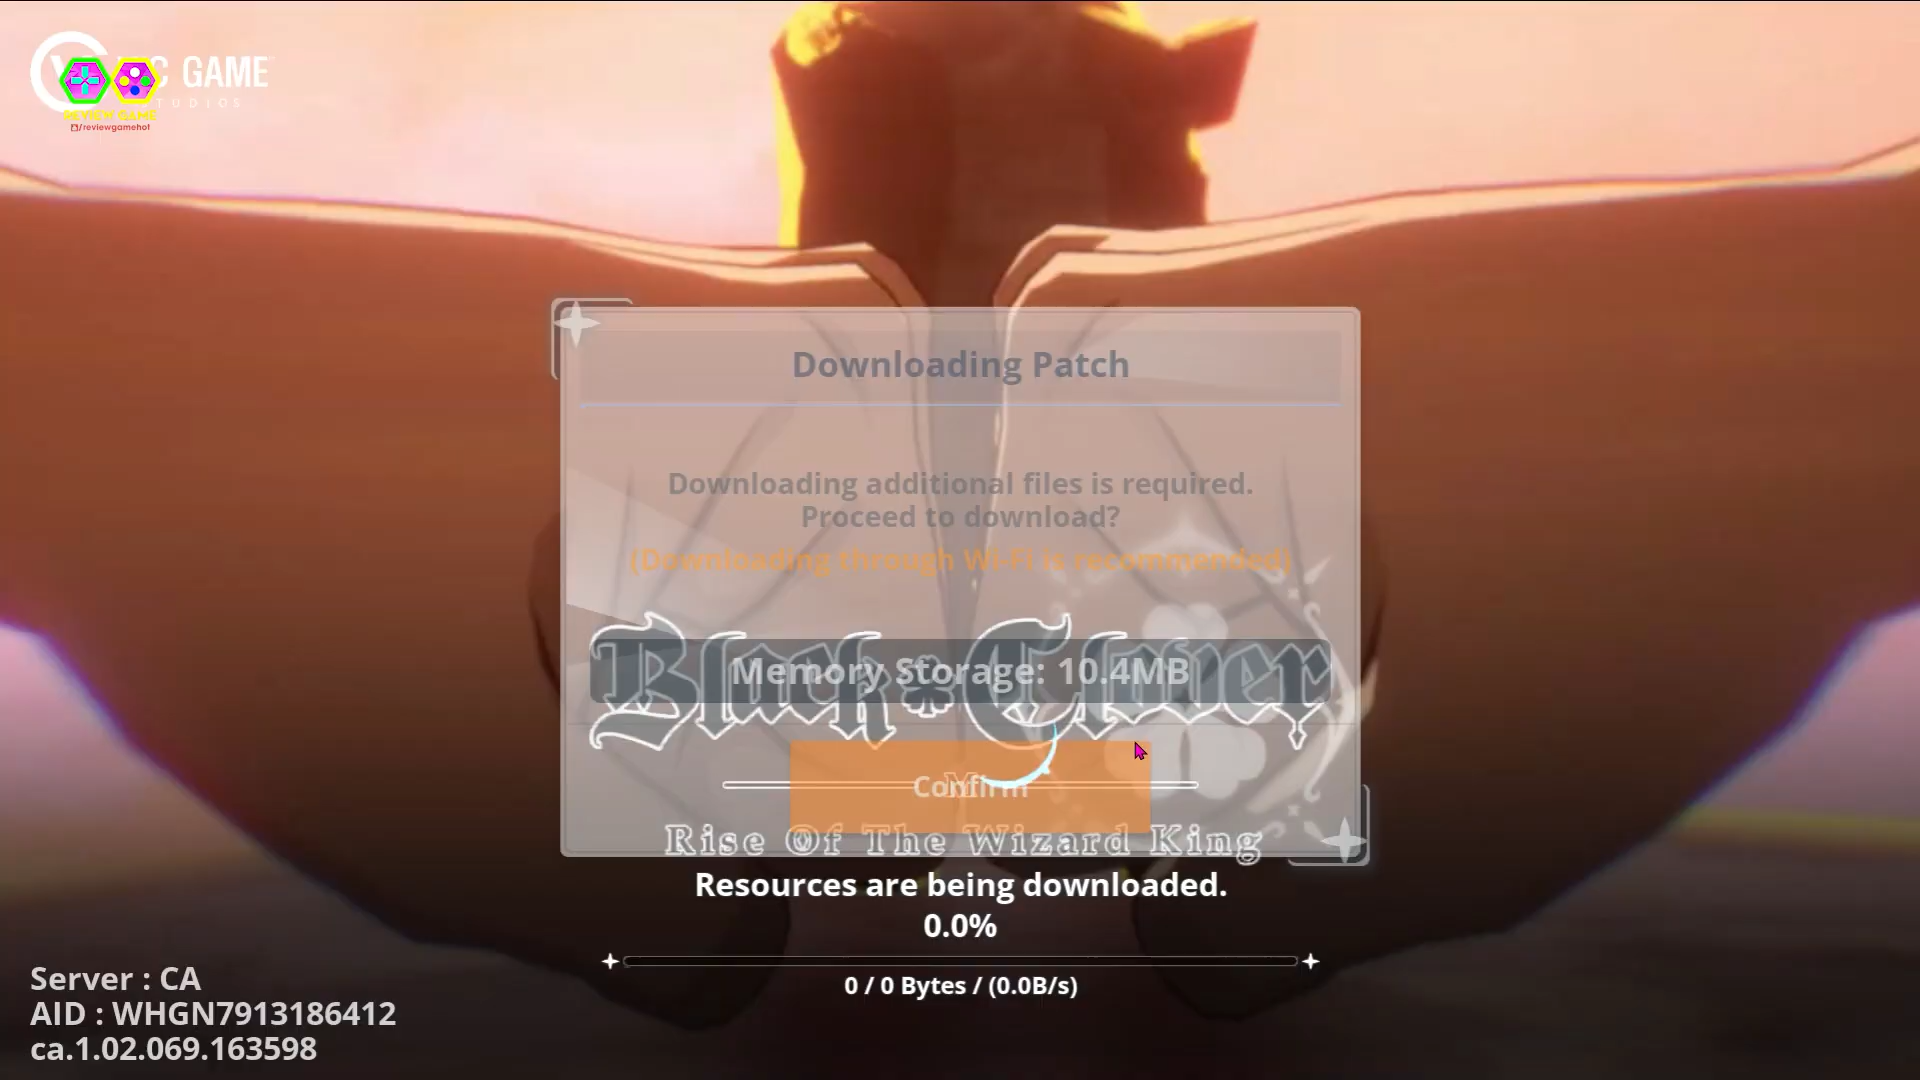 GAME
TUDIOS
REVIEW GAME
/reviewgamehot
Downloading Patch
Downloading additional files is required.
Proceed to download?
(Downloading through Wi-Fi is recommended)
Black Clover
Memory Storage: 10.4MB
M
Confirm
Rise Of The Wizard King
Resources are being downloaded.
0.0%
0 / 0 Bytes / (0.0B/s)
Server : CA
AID : WHGN7913186412
ca.1.02.069.163598